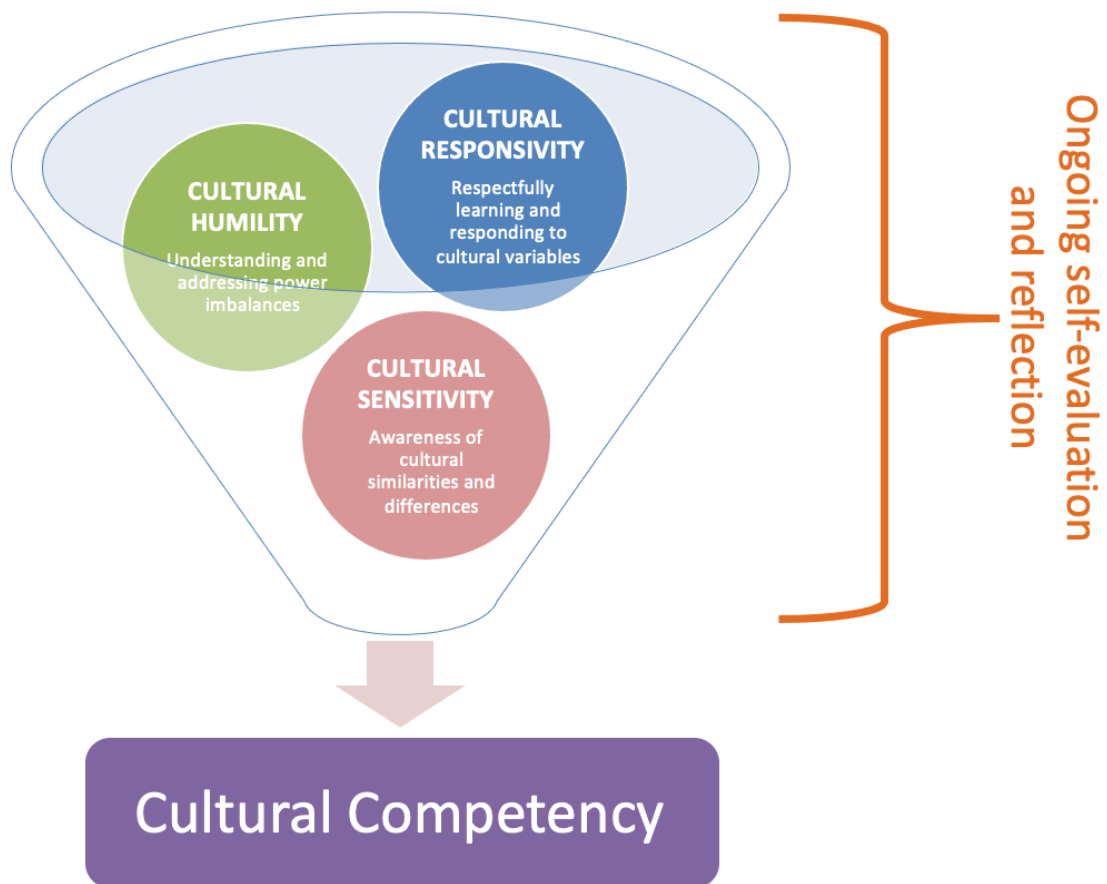 CULTURAL
RESPONSIVITY
Respectfully
learning and
responding to
cultural variables
CULTURAL
HUMILITY
Understanding and
addressing power
imbalances
CULTURAL
SENSITIVITY
Awareness of
cultural
similarities and
differences
Ongoing self-evaluation
and reflection
Cultural Competency